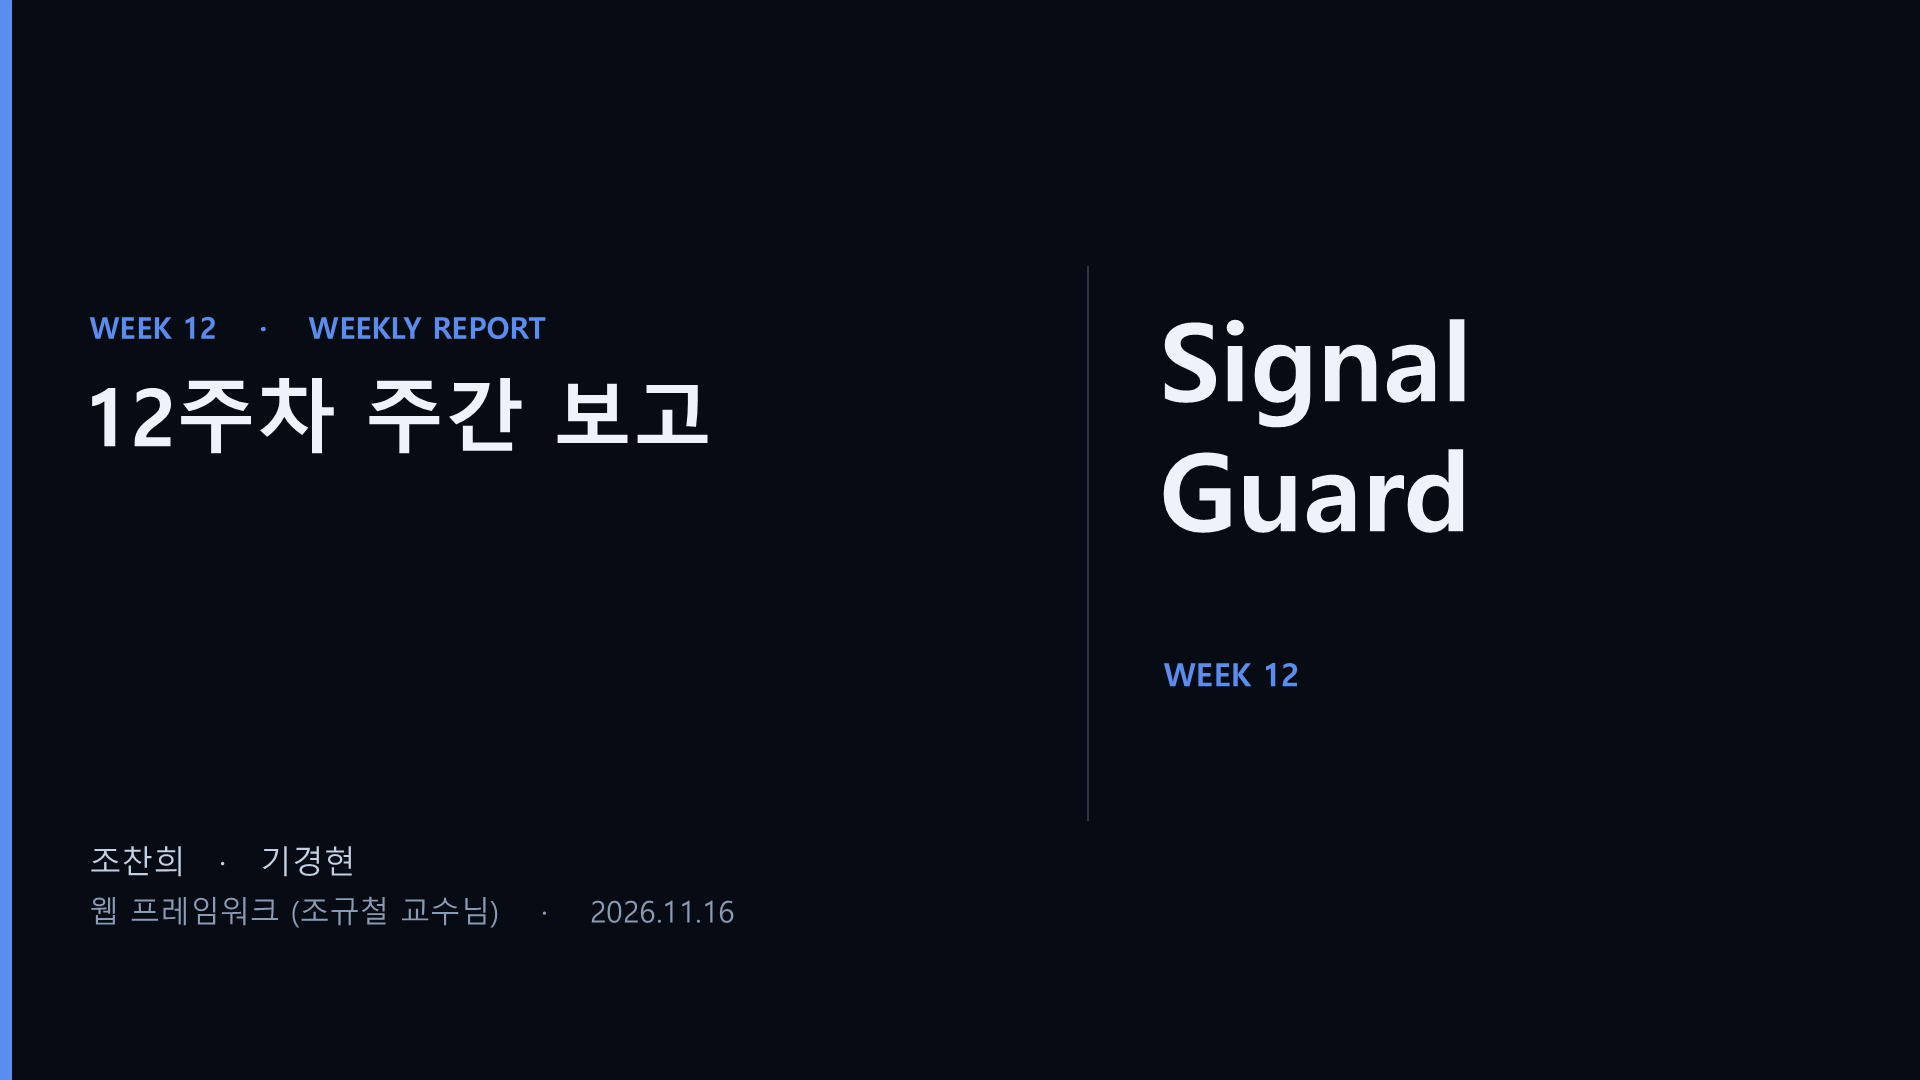 WEEK 12 · WEEKLY REPORT
12주차 주간 보고
조찬희 · 기경현
웹 프레임워크 (조규철 교수님) · 2026.11.16
Signal
Guard
WEEK 12